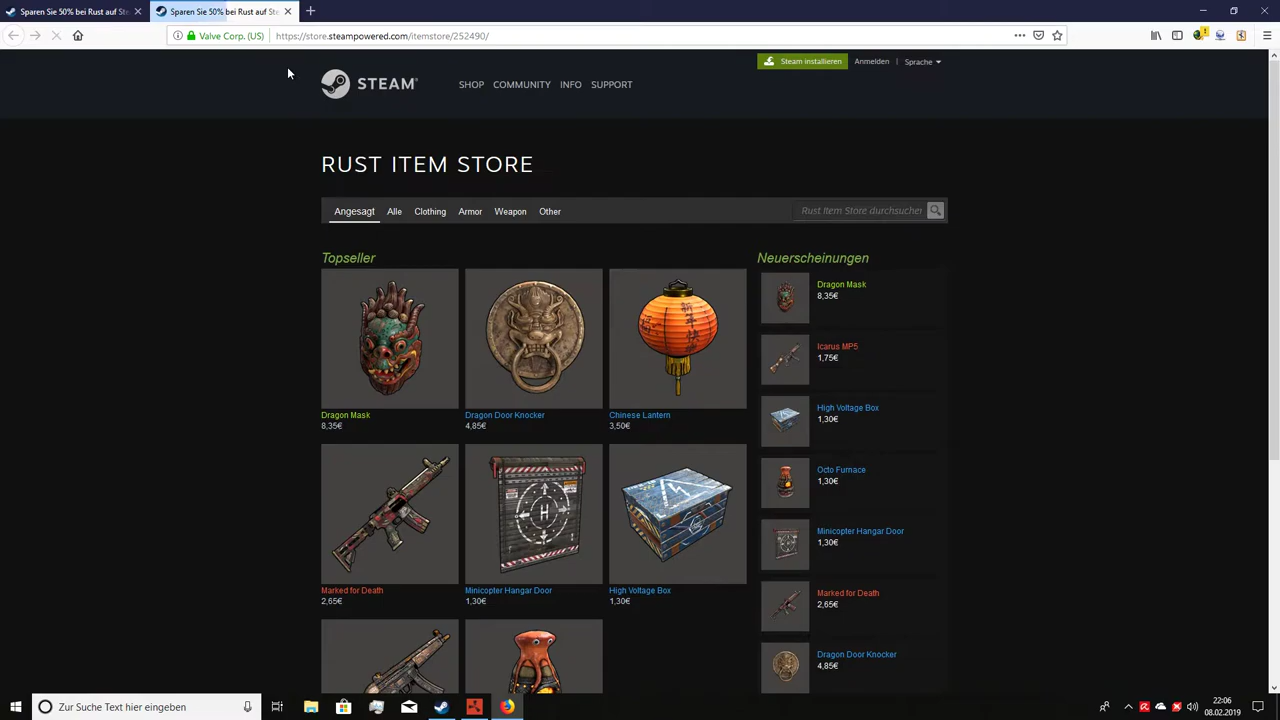 Sparen Sie 50% bei Rust auf Ste
Sparen Sie 50% bei Rust auf Ste
Valve Corp. (US)
https://store.steampowered.com/itemstore/252490/
Steam installieren
Anmelden
Sprache
STEAM
SHOP
COMMUNITY
INFO
SUPPORT
RUST ITEM STORE
Angesagt
Alle
Clothing
Armor
Weapon
Other
Rust Item Store durchsuchen
Topseller
Dragon Mask
8,35€
Dragon Door Knocker
4,85€
Chinese Lantern
3,50€
Marked for Death
2,65€
Minicopter Hangar Door
1,30€
High Voltage Box
1,30€
Neuerscheinungen
Dragon Mask
8,35€
Icarus MP5
1,75€
High Voltage Box
1,30€
Octo Furnace
1,30€
Minicopter Hangar Door
1,30€
Marked for Death
2,65€
Dragon Door Knocker
4,85€
H
Zur Suche Text hier eingeben
22:06
08.02.2019